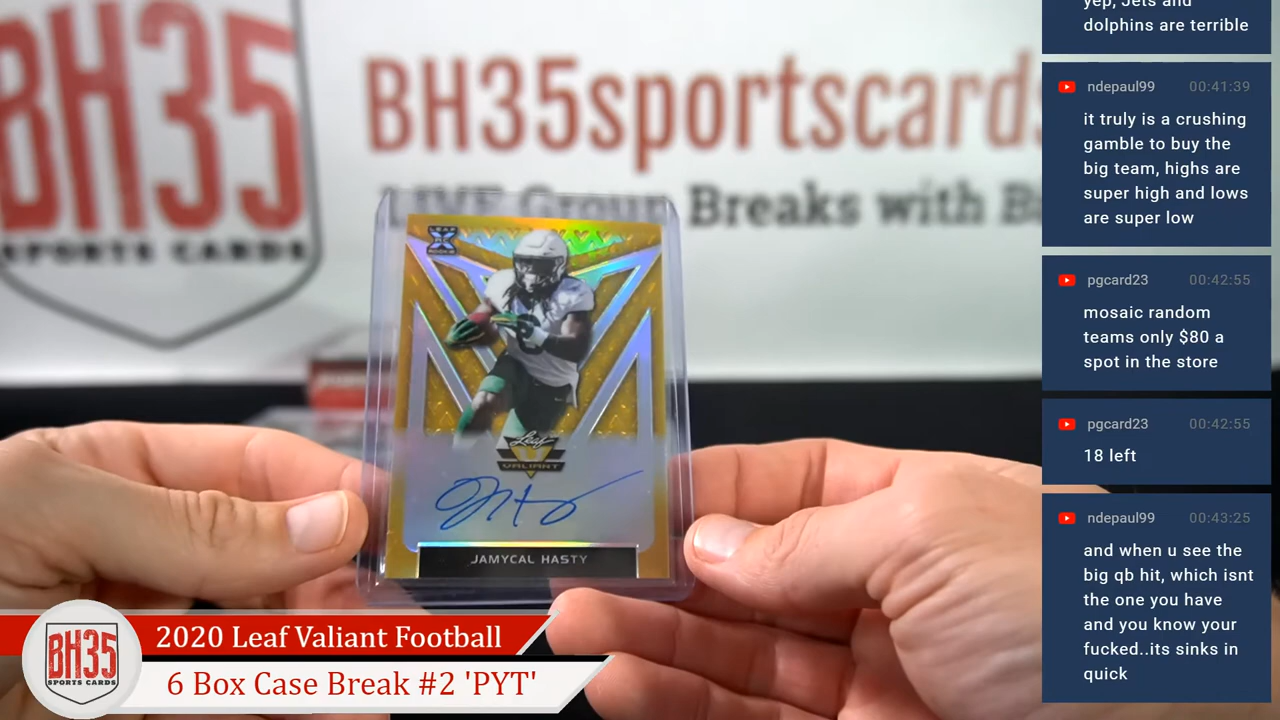 BH35
SPORTS CARDS
BH35sportscards
LIVE Group Breaks with B
LEAF
ROOKIE
Leaf
VALIANT
JAMYCAL HASTY
BH35
SPORTS CARDS
2020 Leaf Valiant Football
6 Box Case Break #2 'PYT'
yep, Jets and
dolphins are terrible
ndepaul99 00:41:39
it truly is a crushing
gamble to buy the
big team, highs are
super high and lows
are super low
pgcard23 00:42:55
mosaic random
teams only $80 a
spot in the store
pgcard23 00:42:55
18 left
ndepaul99 00:43:25
and when u see the
big qb hit, which isnt
the one you have
and you know your
fucked..its sinks in
quick